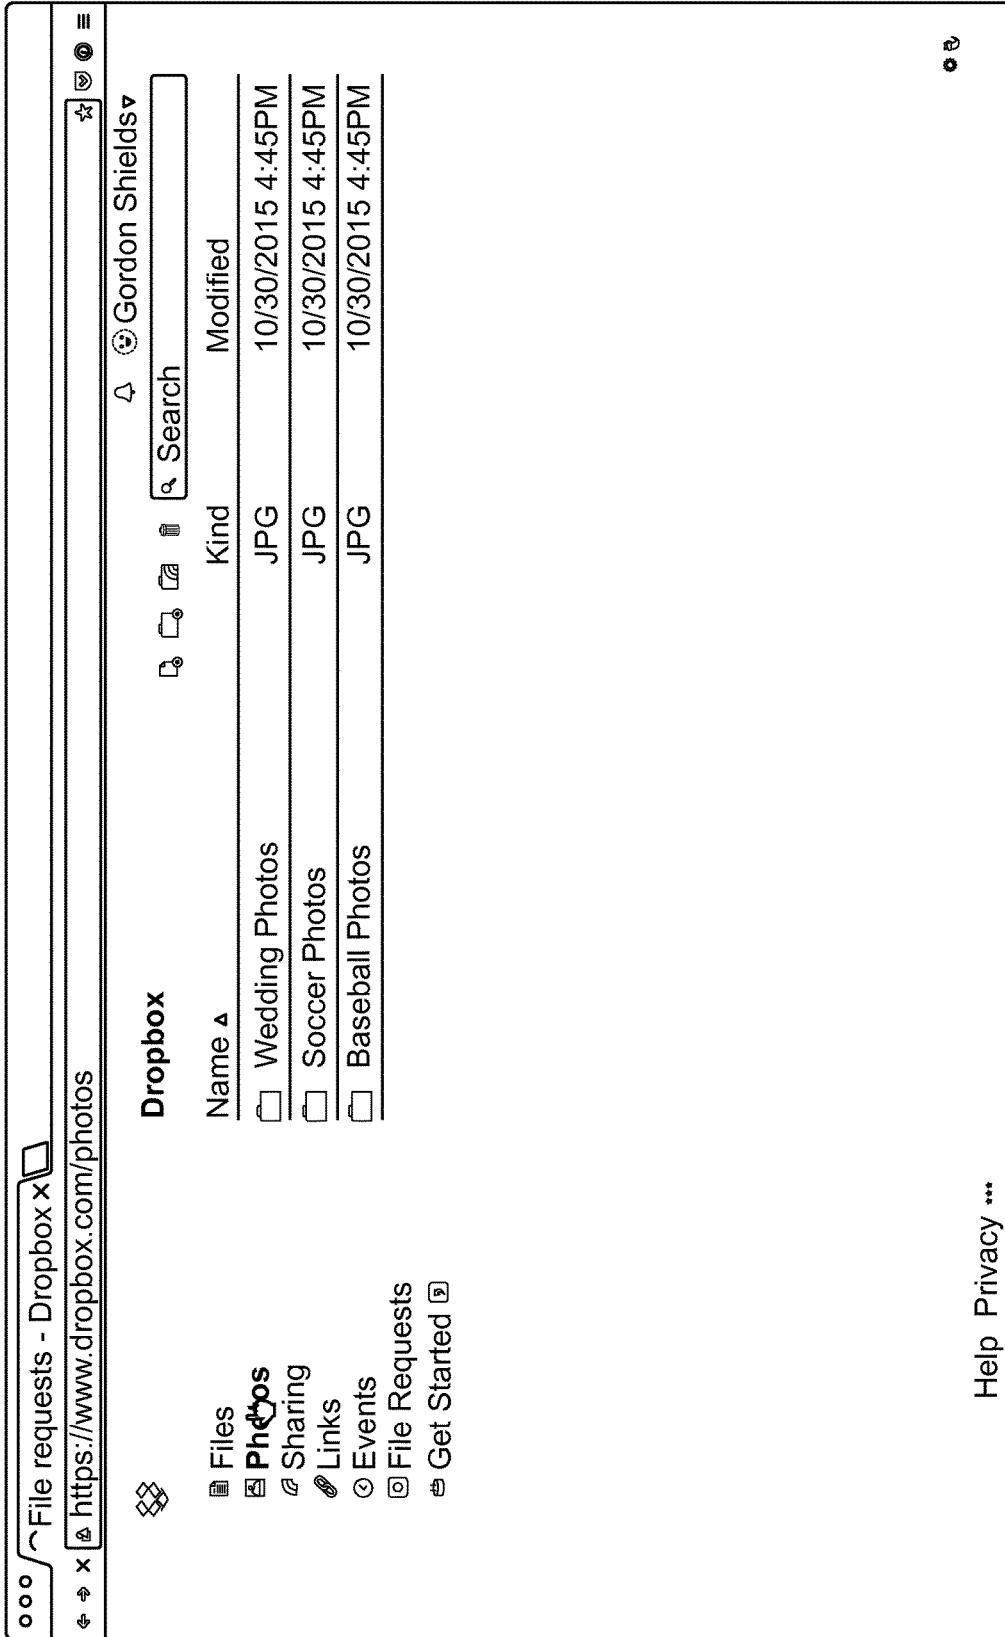 File requests - Dropbox
https://www.dropbox.com/photos
Gordon Shields
Dropbox
Search
Name Kind Modified
Wedding Photos JPG 10/30/2015 4:45PM
Soccer Photos JPG 10/30/2015 4:45PM
Baseball Photos JPG 10/30/2015 4:45PM
Files
Photos
Sharing
Links
Events
File Requests
Get Started
Help Privacy •••